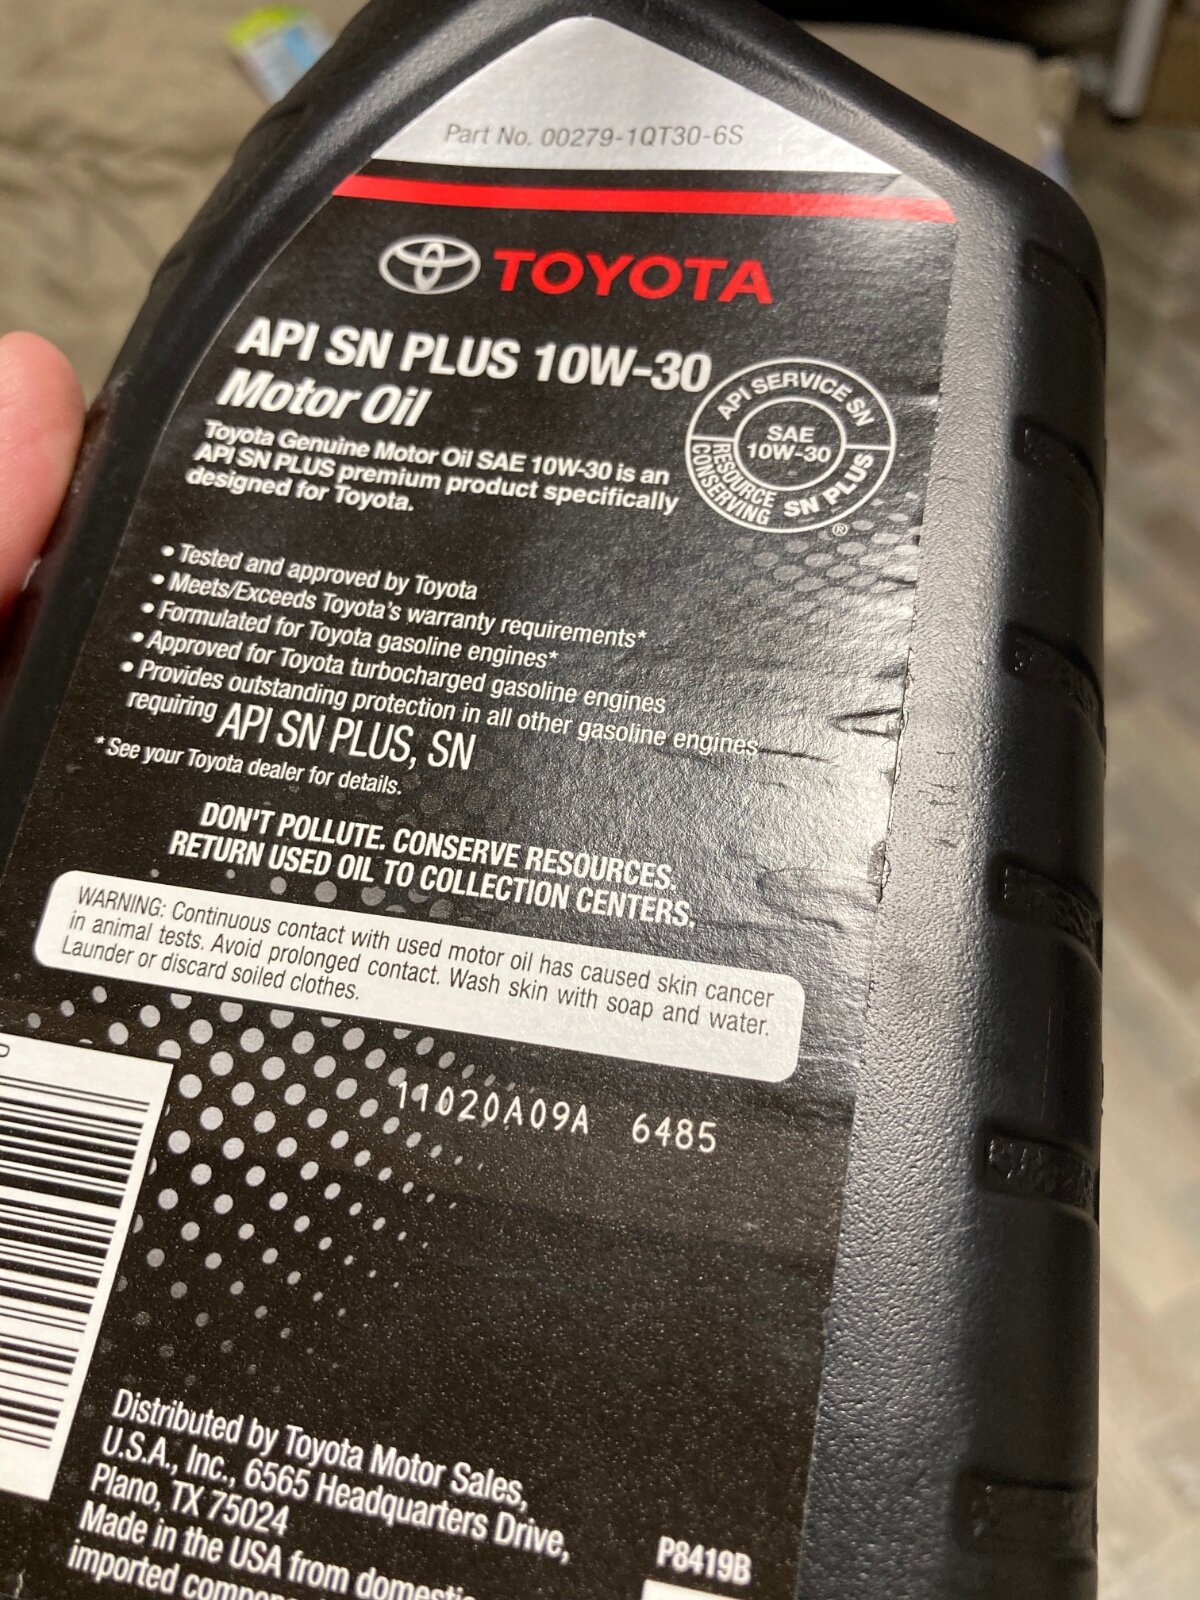 Part No. 00279-1QT30-6S
TOYOTA
API SN PLUS 10W-30
Motor Oil
API SERVICE SN
SAE
10W-30
RESOURCE
CONSERVING
SN PLUS
®
Toyota Genuine Motor Oil SAE 10W-30 is an
API SN PLUS premium product specifically
designed for Toyota.
• Tested and approved by Toyota
• Meets/Exceeds Toyota's warranty requirements*
• Formulated for Toyota gasoline engines*
• Approved for Toyota turbocharged gasoline engines
• Provides outstanding protection in all other gasoline engines
requiring API SN PLUS, SN
* See your Toyota dealer for details.
DON'T POLLUTE. CONSERVE RESOURCES.
RETURN USED OIL TO COLLECTION CENTERS.
WARNING: Continuous contact with used motor oil has caused skin cancer
in animal tests. Avoid prolonged contact. Wash skin with soap and water.
Launder or discard soiled clothes.
11020A09A 6485
Distributed by Toyota Motor Sales,
U.S.A., Inc., 6565 Headquarters Drive,
Plano, TX 75024
Made in the USA from domestic
imported
P8419B